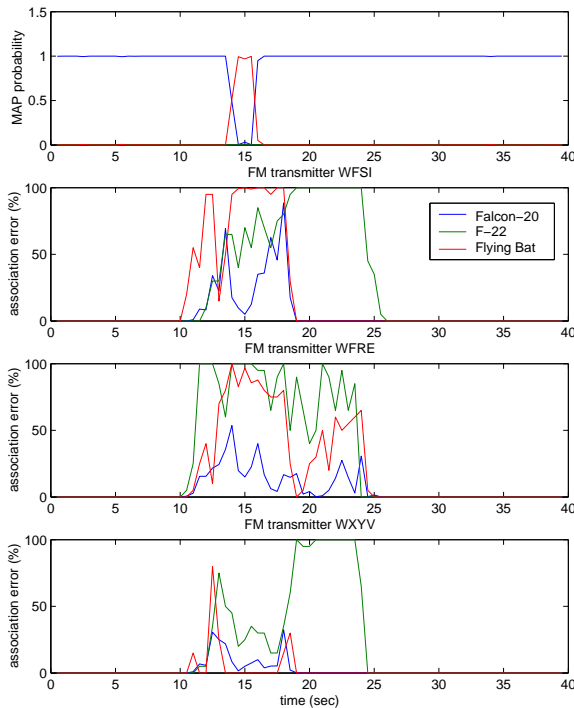 1.5
1
0.5
0
MAP probability
0 5 10 15 20 25 30 35 40
FM transmitter WFSI
100
50
0
association error (%)
Falcon−20
F−22
Flying Bat
0 5 10 15 20 25 30 35 40
FM transmitter WFRE
100
50
0
association error (%)
0 5 10 15 20 25 30 35 40
FM transmitter WXYV
100
50
0
association error (%)
0 5 10 15 20 25 30 35 40
time (sec)